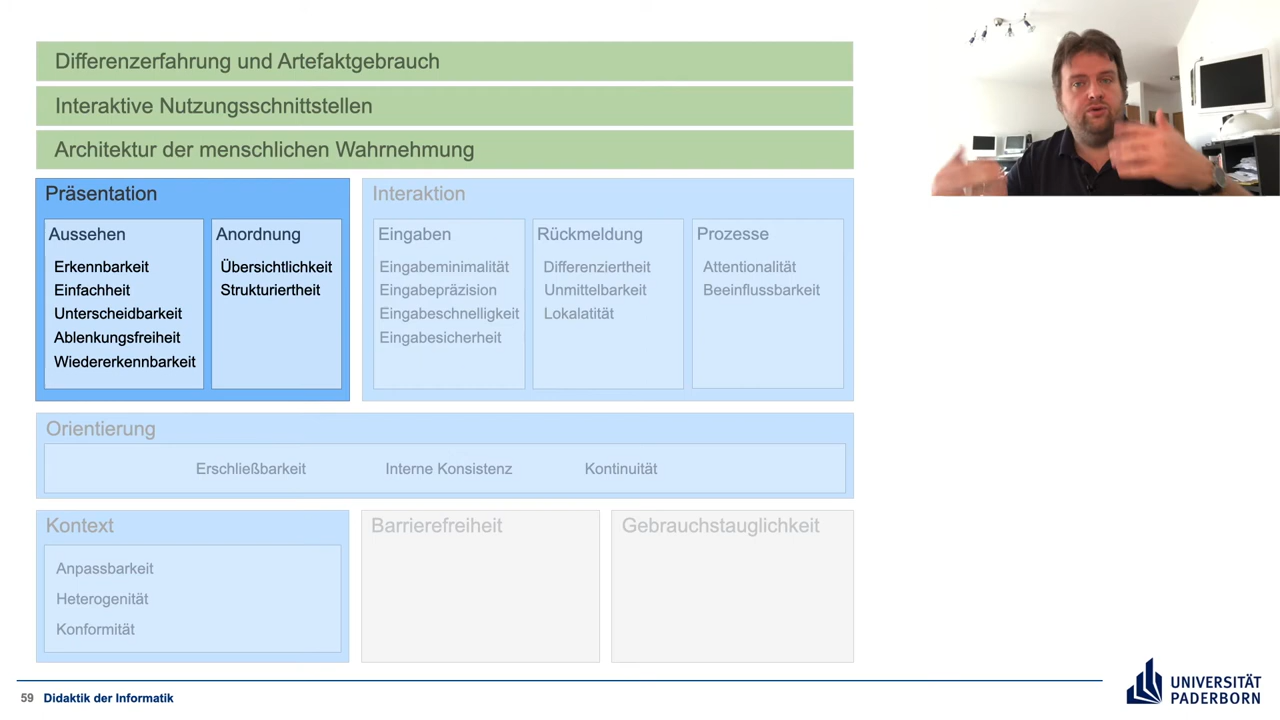 Differenzerfahrung und Artefaktgebrauch
Interaktive Nutzungsschnittstellen
Architektur der menschlichen Wahrnehmung
Präsentation
Aussehen
Erkennbarkeit
Einfachheit
Unterscheidbarkeit
Ablenkungsfreiheit
Wiedererkennbarkeit
Anordnung
Übersichtlichkeit
Strukturiertheit
Interaktion
Eingaben
Eingabeminimalität
Eingabepräzision
Eingabeschnelligkeit
Eingabesicherheit
Rückmeldung
Differenziertheit
Unmittelbarkeit
Lokalatität
Prozesse
Attentionalität
Beeinflussbarkeit
Orientierung
Erschließbarkeit Interne Konsistenz Kontinuität
Kontext
Anpassbarkeit
Heterogenität
Konformität
Barrierefreiheit
Gebrauchstauglichkeit
59 Didaktik der Informatik
UNIVERSITÄT
PADERBORN